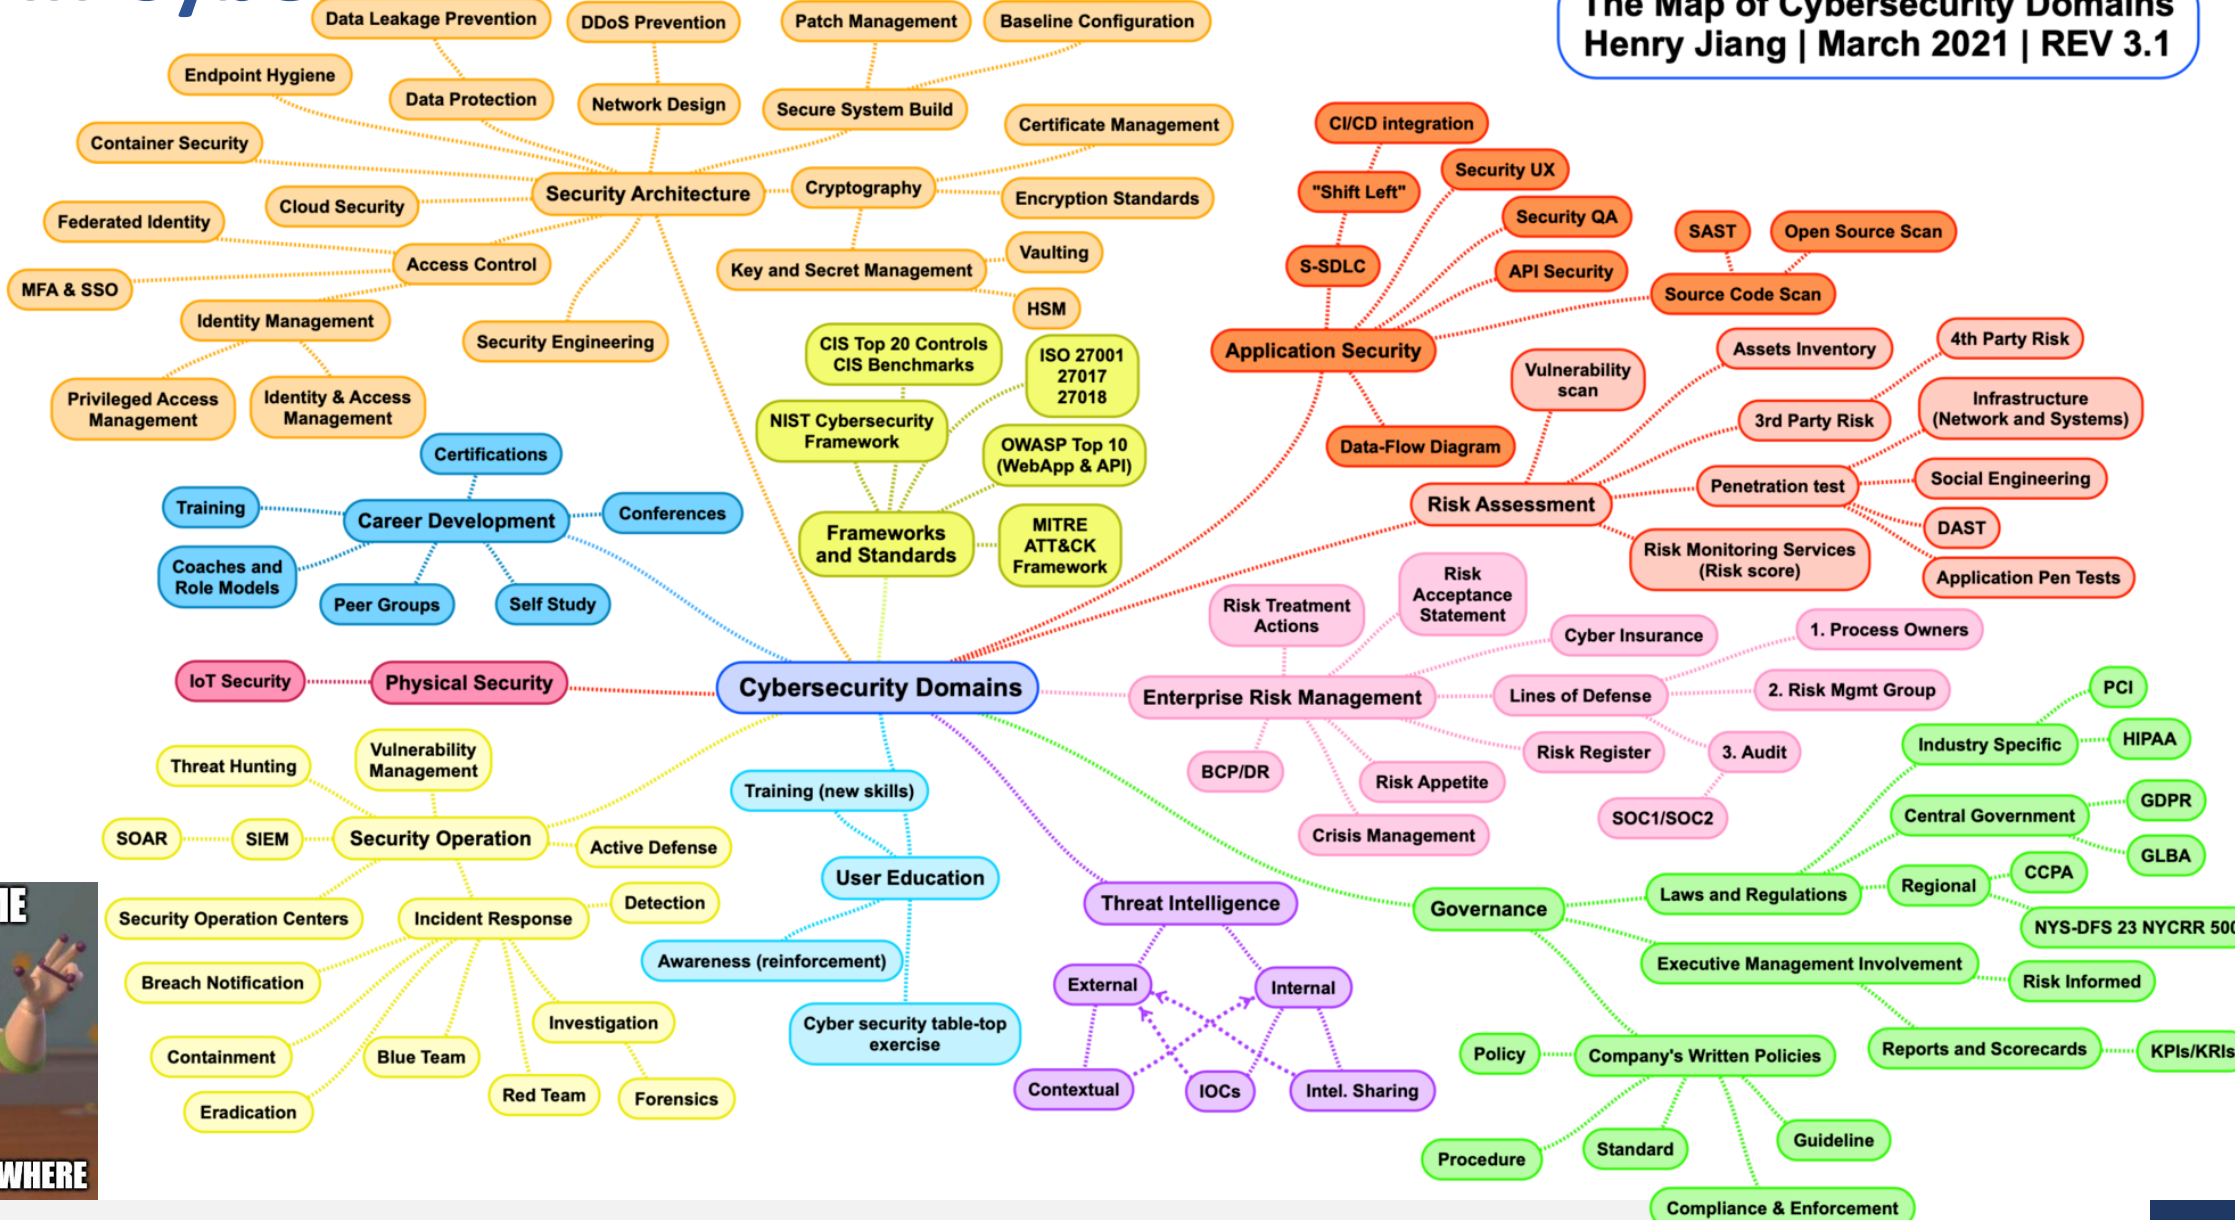 The Map of Cybersecurity Domains
Henry Jiang | March 2021 | REV 3.1
Data Leakage Prevention
DDoS Prevention
Patch Management
Baseline Configuration
Endpoint Hygiene
Data Protection
Network Design
Secure System Build
Container Security
Certificate Management
Security Architecture
Cryptography
Encryption Standards
Cloud Security
Federated Identity
Access Control
Key and Secret Management
Vaulting
HSM
MFA & SSO
Identity Management
Security Engineering
Privileged Access
Management
Identity & Access
Management
CI/CD integration
"Shift Left"
S-SDLC
Security UX
Security QA
API Security
SAST
Open Source Scan
Source Code Scan
Application Security
Data-Flow Diagram
CIS Top 20 Controls
CIS Benchmarks
ISO 27001
27017
27018
NIST Cybersecurity
Framework
OWASP Top 10
(WebApp & API)
Frameworks
and Standards
MITRE
ATT&CK
Framework
Vulnerability
scan
Assets Inventory
4th Party Risk
3rd Party Risk
Infrastructure
(Network and Systems)
Penetration test
Social Engineering
DAST
Application Pen Tests
Risk Assessment
Risk Monitoring Services
(Risk score)
Certifications
Training
Career Development
Conferences
Coaches and
Role Models
Peer Groups
Self Study
IoT Security
Physical Security
Cybersecurity Domains
Risk Treatment
Actions
Risk
Acceptance
Statement
Cyber Insurance
1. Process Owners
Enterprise Risk Management
Lines of Defense
2. Risk Mgmt Group
Risk Register
3. Audit
BCP/DR
Risk Appetite
SOC1/SOC2
Crisis Management
Threat Hunting
Vulnerability
Management
SOAR
SIEM
Security Operation
Active Defense
Security Operation Centers
Incident Response
Detection
Breach Notification
Investigation
Containment
Blue Team
Red Team
Forensics
Eradication
Training (new skills)
User Education
Awareness (reinforcement)
Cyber security table-top
exercise
Threat Intelligence
External
Internal
Contextual
IOCs
Intel. Sharing
PCI
Industry Specific
HIPAA
Central Government
GDPR
GLBA
Governance
Laws and Regulations
Regional
CCPA
NYS-DFS 23 NYCRR 500
Executive Management Involvement
Risk Informed
Reports and Scorecards
KPIs/KRIs
Policy
Company's Written Policies
Procedure
Standard
Guideline
Compliance & Enforcement
WHERE